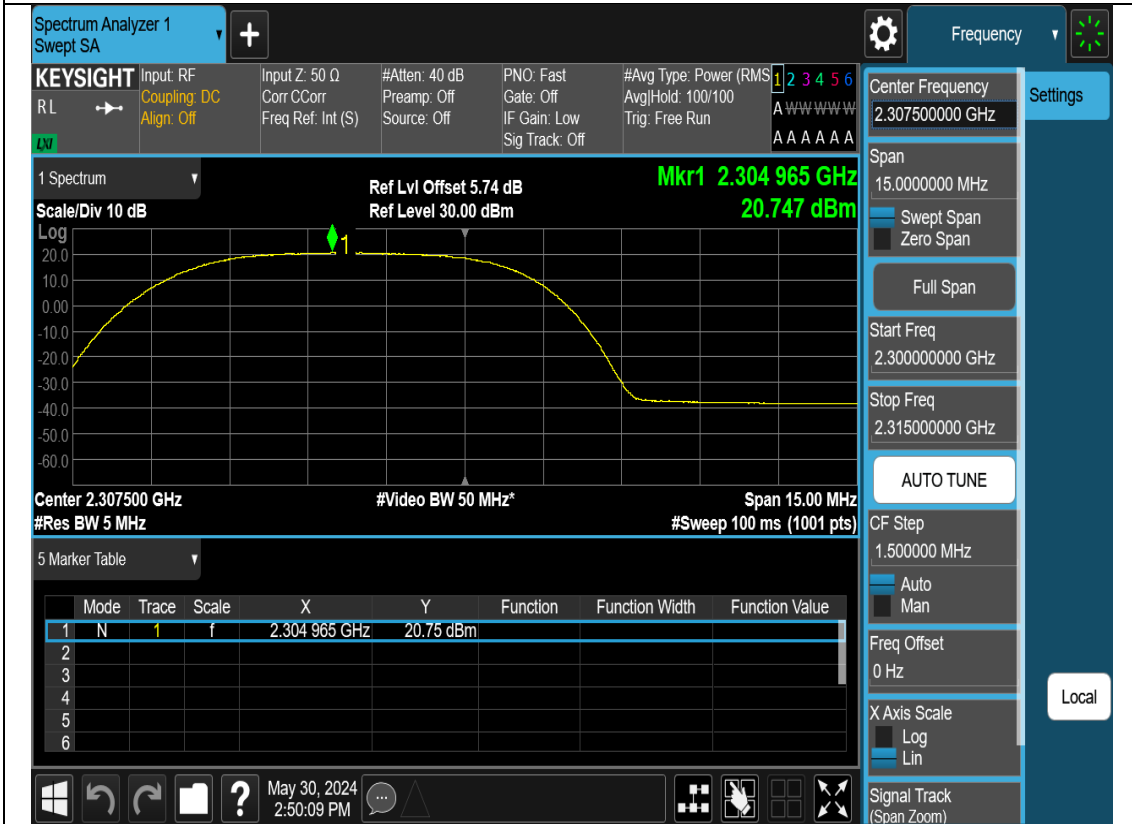 Spectrum Analyzer 1
Swept SA
Frequency
KEYSIGHT
R L
LXI
Input: RF
Coupling: DC
Align: Off
Input Z: 50 Ω
Corr CCorr
Freq Ref: Int (S)
#Atten: 40 dB
Preamp: Off
Source: Off
PNO: Fast
Gate: Off
IF Gain: Low
Sig Track: Off
#Avg Type: Power (RMS
Avg|Hold: 100/100
Trig: Free Run
1 2 3 4 5 6
A W W W W W
A A A A A A
1 Spectrum
Scale/Div 10 dB
Ref Lvl Offset 5.74 dB
Ref Level 30.00 dBm
Mkr1 2.304 965 GHz
20.747 dBm
Log
1
20.0
10.0
0.00
-10.0
-20.0
-30.0
-40.0
-50.0
-60.0
Center 2.307500 GHz
#Video BW 50 MHz*
Span 15.00 MHz
#Res BW 5 MHz
#Sweep 100 ms (1001 pts)
5 Marker Table
Mode Trace Scale X Y Function Function Width Function Value
1 N 1 f 2.304 965 GHz 20.75 dBm
2
3
4
5
6
May 30, 2024
2:50:09 PM
Center Frequency
2.307500000 GHz
Settings
Span
15.0000000 MHz
Swept Span
Zero Span
Full Span
Start Freq
2.300000000 GHz
Stop Freq
2.315000000 GHz
AUTO TUNE
CF Step
1.500000 MHz
Auto
Man
Freq Offset
0 Hz
Local
X Axis Scale
Log
Lin
Signal Track
(Span Zoom)